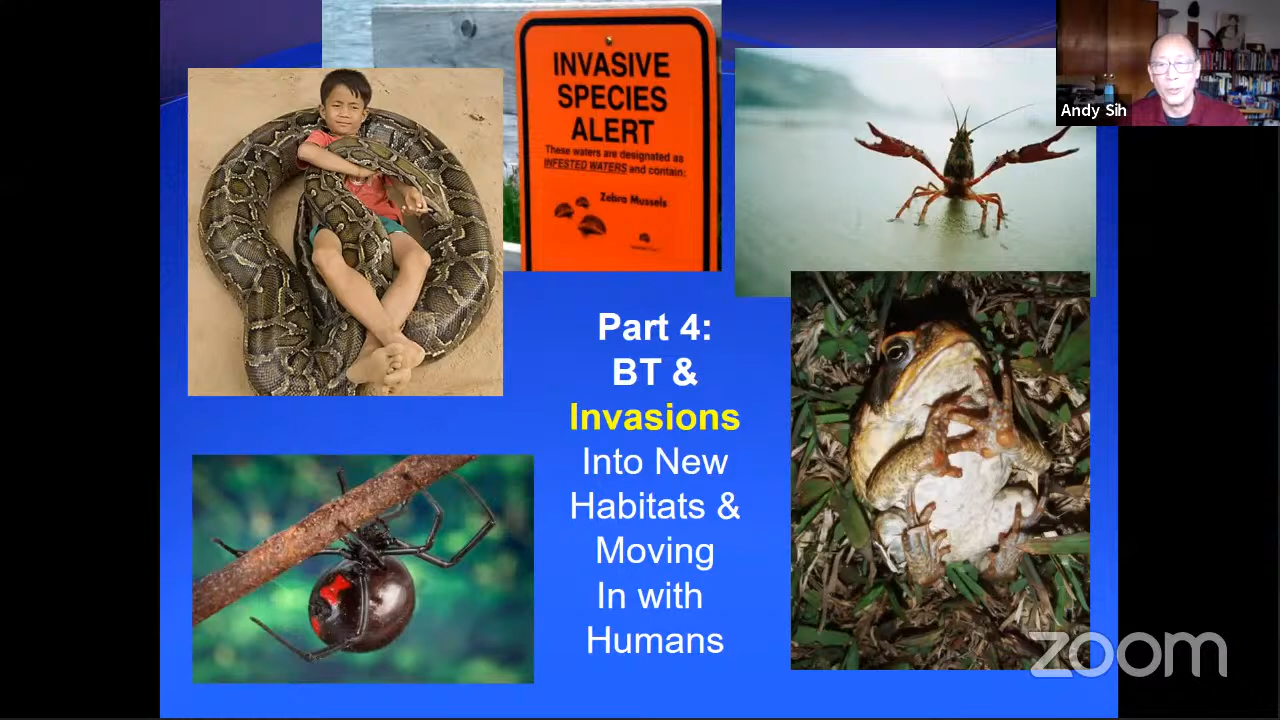 INVASIVE
SPECIES
ALERT
These waters are designated as
INFESTED WATERS and contain:
Zebra Mussels
Andy Sih
Part 4:
BT &
Invasions
Into New
Habitats &
Moving
In with
Humans
zoom